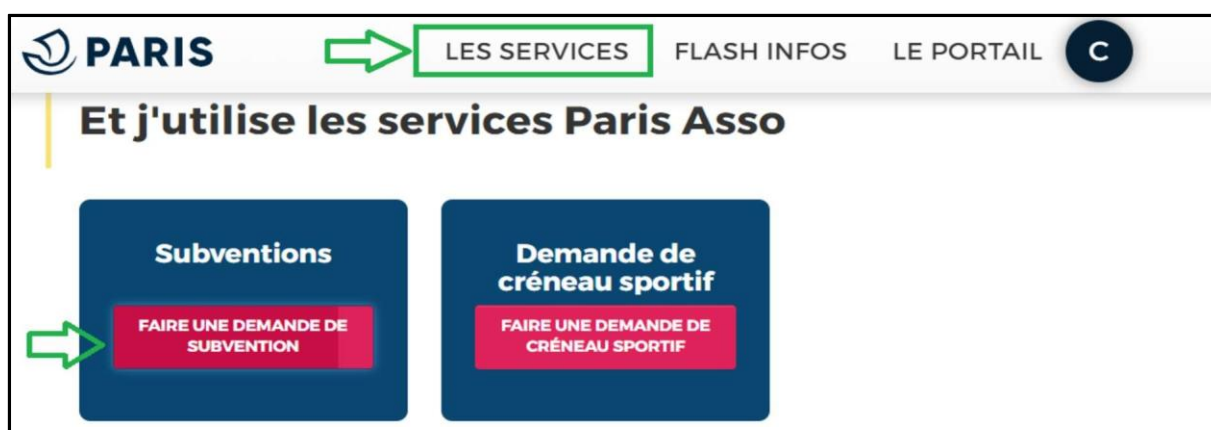 PARIS LES SERVICES FLASH INFOS LE PORTAIL C
Et j'utilise les services Paris Asso
Subventions
FAIRE UNE DEMANDE DE
SUBVENTION
Demande de
créneau sportif
FAIRE UNE DEMANDE DE
CRÉNEAU SPORTIF